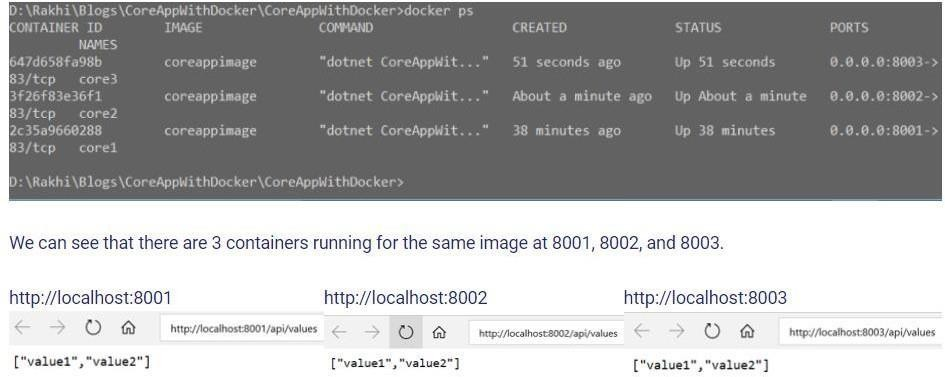 D:\Rakhi\Blogs\CoreAppWithDocker\CoreAppWithDocker>docker ps
CONTAINER ID IMAGE COMMAND CREATED STATUS PORTS
NAMES
647d658fa98b coreappimage "dotnet CoreAppWit..." 51 seconds ago Up 51 seconds 0.0.0.0:8003->
83/tcp core3
3f26f83e36f1 coreappimage "dotnet CoreAppWit..." About a minute ago Up About a minute 0.0.0.0:8002->
83/tcp core2
2c35a9660288 coreappimage "dotnet CoreAppWit..." 38 minutes ago Up 38 minutes 0.0.0.0:8001->
83/tcp core1
D:\Rakhi\Blogs\CoreAppWithDocker\CoreAppWithDocker>
We can see that there are 3 containers running for the same image at 8001, 8002, and 8003.
http://localhost:8001 http://localhost:8002 http://localhost:8003
http://localhost:8001/api/values http://localhost:8002/api/values http://localhost:8003/api/values
["value1","value2"] ["value1","value2"] ["value1","value2"]